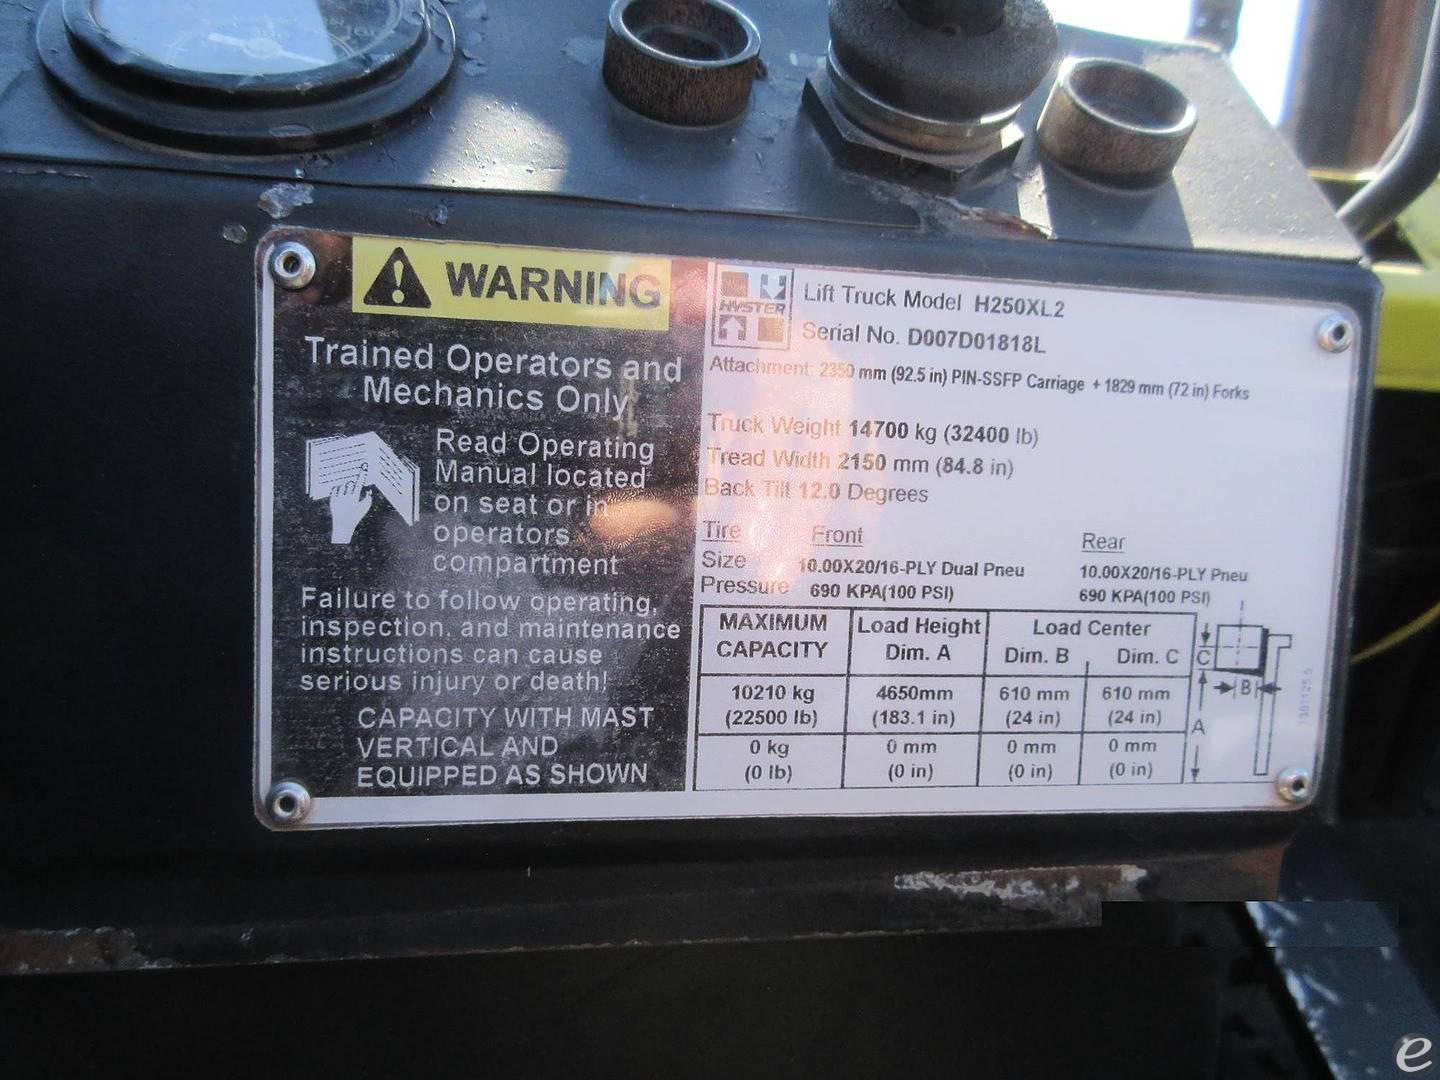 WARNING
Trained Operators and
Mechanics Only
Read Operating
Manual located
on seat or in
operators
compartment
Failure to follow operating,
inspection, and maintenance
instructions can cause
serious injury or death!
CAPACITY WITH MAST
VERTICAL AND
EQUIPPED AS SHOWN
HYSTER
Lift Truck Model H250XL2
Serial No. D007D01818L
Attachment: 2350 mm (92.5 in) PIN-SSFP Carriage + 1829 mm (72 in) Forks
Truck Weight 14700 kg (32400 lb)
Tread Width 2150 mm (84.8 in)
Back Tilt 12.0 Degrees
Tire Front Rear
Size 10.00X20/16-PLY Dual Pneu 10.00X20/16-PLY Pneu
Pressure 690 KPA(100 PSI) 690 KPA(100 PSI)
MAXIMUM CAPACITY Load Height Dim. A Load Center Dim. B Dim. C
10210 kg 4650mm 610 mm 610 mm
(22500 lb) (183.1 in) (24 in) (24 in)
0 kg 0 mm 0 mm 0 mm
(0 lb) (0 in) (0 in) (0 in)
C
B
A
e